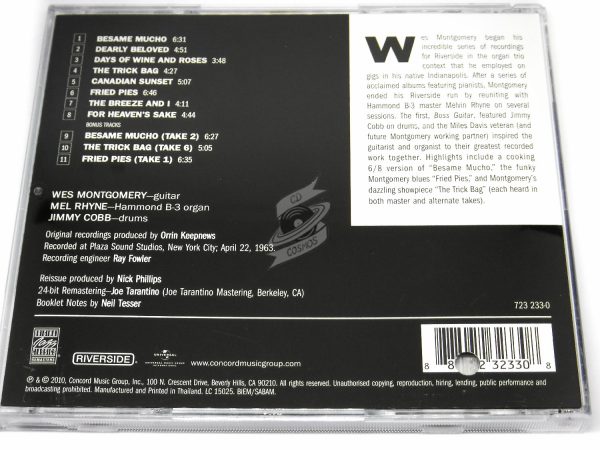 1 BESAME MUCHO 6:31
2 DEARLY BELOVED 4:51
3 DAYS OF WINE AND ROSES 3:48
4 THE TRICK BAG 4:27
5 CANADIAN SUNSET 5:07
6 FRIED PIES 6:46
7 THE BREEZE AND I 4:11
8 FOR HEAVEN'S SAKE 4:44
BONUS TRACKS
9 BESAME MUCHO (TAKE 2) 6:27
10 THE TRICK BAG (TAKE 6) 5:05
11 FRIED PIES (TAKE 1) 6:35
WES MONTGOMERY—guitar
MEL RHYNE—Hammond B-3 organ
JIMMY COBB—drums
Original recordings produced by Orrin Keepnews
Recorded at Plaza Sound Studios, New York City; April 22, 1963.
Recording engineer Ray Fowler
Reissue produced by Nick Phillips
24-bit Remastering—Joe Tarantino (Joe Tarantino Mastering, Berkeley, CA)
Booklet Notes by Neil Tesser
Wes Montgomery began his
incredible series of recordings
for Riverside in the organ trio
context that he employed on
gigs in his native Indianapolis. After a series
of acclaimed albums featuring pianists, Montgomery
ended his Riverside run by reuniting with
Hammond B-3 master Melvin Rhyne on several
sessions. The first, Boss Guitar, featured Jimmy
Cobb on drums, and the Miles Davis veteran (and
future Montgomery working partner) inspired the
guitarist and organist to their greatest recorded
work together. Highlights include a cooking
6/8 version of "Besame Mucho," the funky
Montgomery blues "Fried Pies," and Montgomery's
dazzling showpiece "The Trick Bag" (each heard in
both master and alternate takes).
CD
COSMOS
723 233-0
ORIGINAL
Jazz
CLASSICS
RIVERSIDE
UNIVERSAL
www.concordmusicgroup.com
8 2 32330 8
℗ & © 2010, Concord Music Group, Inc., 100 N. Crescent Drive, Beverly Hills, CA 90210. All Rights Reserved. Unauthorised copying, reproduction, hiring, lending, public performance and
broadcasting prohibited. Manufactured and Printed in Thailand. LC 15025. BIEM/SABAM.